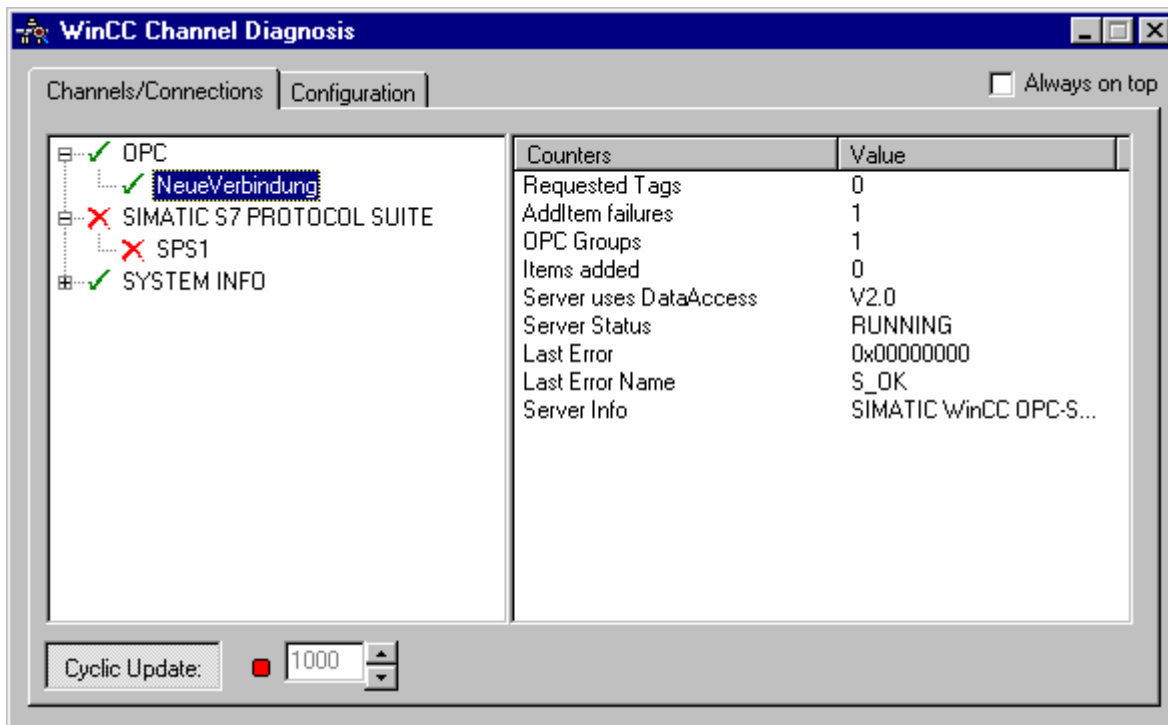 WinCC Channel Diagnosis
Channels/Connections Configuration Always on top
OPC
NeueVerbindung
SIMATIC S7 PROTOCOL SUITE
SPS1
SYSTEM INFO
Counters Value
Requested Tags 0
AddItem failures 1
OPC Groups 1
Items added 0
Server uses DataAccess V2.0
Server Status RUNNING
Last Error 0x00000000
Last Error Name S_OK
Server Info SIMATIC WinCC OPC-S...
Cyclic Update: 1000